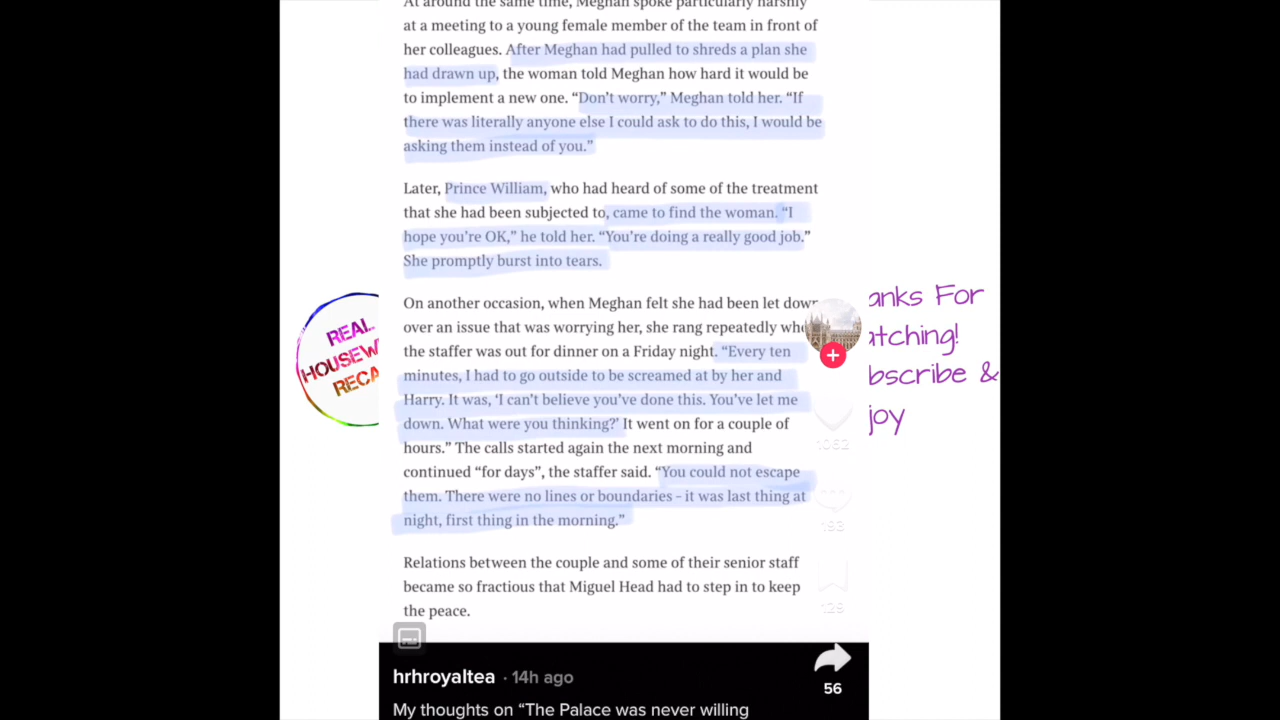 At around the same time, Meghan spoke particularly harshly
at a meeting to a young female member of the team in front of
her colleagues. After Meghan had pulled to shreds a plan she
had drawn up, the woman told Meghan how hard it would be
to implement a new one. “Don’t worry,” Meghan told her. “If
there was literally anyone else I could ask to do this, I would be
asking them instead of you.”
Later, Prince William, who had heard of some of the treatment
that she had been subjected to, came to find the woman. “I
hope you’re OK,” he told her. “You’re doing a really good job.”
She promptly burst into tears.
On another occasion, when Meghan felt she had been let down
over an issue that was worrying her, she rang repeatedly whe
the staffer was out for dinner on a Friday night. “Every ten
minutes, I had to go outside to be screamed at by her and
Harry. It was, ‘I can’t believe you’ve done this. You’ve let me
down. What were you thinking?’ It went on for a couple of
hours.” The calls started again the next morning and
continued “for days”, the staffer said. “You could not escape
them. There were no lines or boundaries – it was last thing at
night, first thing in the morning.”
Relations between the couple and some of their senior staff
became so fractious that Miguel Head had to step in to keep
the peace.
REAL
HOUSEW
RECA
anks For
atching!
bscribe &
joy
1062
193
129
56
hrhroyaltea · 14h ago
My thoughts on “The Palace was never willing